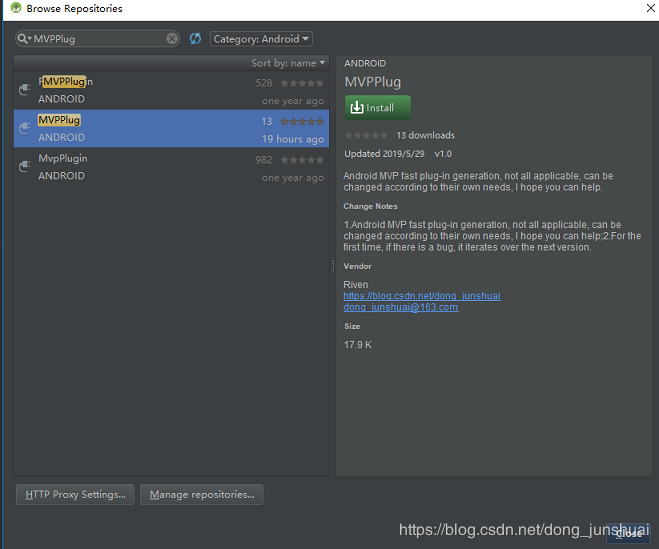 Browse Repositories
MVPPlug
Category: Android
Sort by: name
RMVPPlugin 528
ANDROID one year ago
MVPPlug 13
ANDROID 19 hours ago
MvpPlugin 982
ANDROID one year ago
ANDROID
MVPPlug
Install
13 downloads
Updated 2019/5/29 v1.0
Android MVP fast plug-in generation, not all applicable, can be
changed according to their own needs, I hope you can help.
Change Notes
1.Android MVP fast plug-in generation, not all applicable, can be
changed according to their own needs, I hope you can help;2.For the
first time, if there is a bug, it iterates over the next version.
Vendor
Riven
https://blog.csdn.net/dong_junshuai
dong_junshuai@163.com
Size
17.9 K
HTTP Proxy Settings...
Manage repositories...
https://blog.csdn.net/dong_junshuai
Close